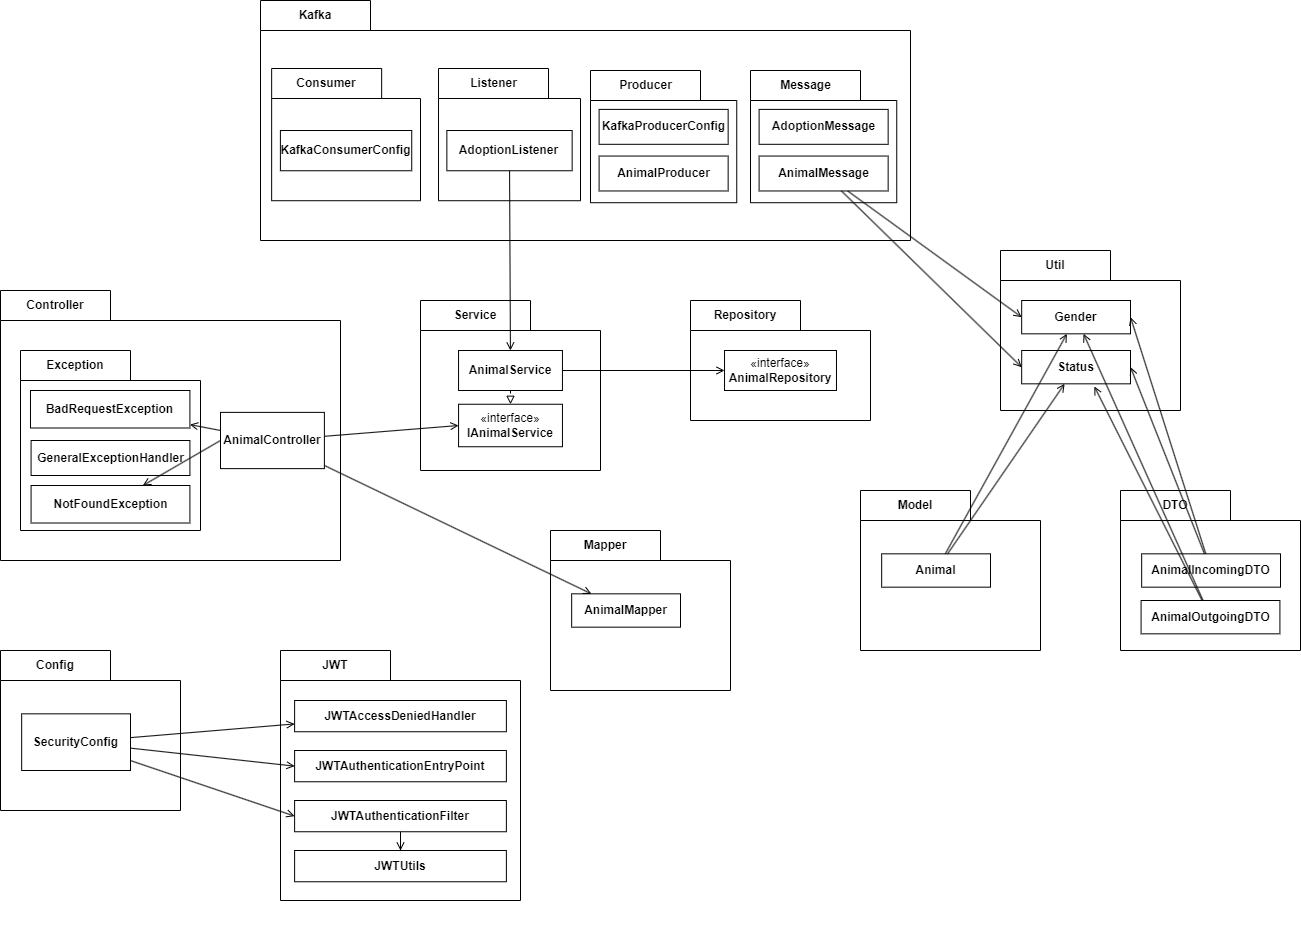 Kafka
Consumer
KafkaConsumerConfig
Listener
AdoptionListener
Producer
KafkaProducerConfig
AnimalProducer
Message
AdoptionMessage
AnimalMessage
Util
Gender
Status
Controller
Exception
BadRequestException
GeneralExceptionHandler
NotFoundException
AnimalController
Service
AnimalService
«interface»
IAnimalService
Repository
«interface»
AnimalRepository
Model
Animal
DTO
AnimalIncomingDTO
AnimalOutgoingDTO
Mapper
AnimalMapper
Config
SecurityConfig
JWT
JWTAccessDeniedHandler
JWTAuthenticationEntryPoint
JWTAuthenticationFilter
JWTUtils